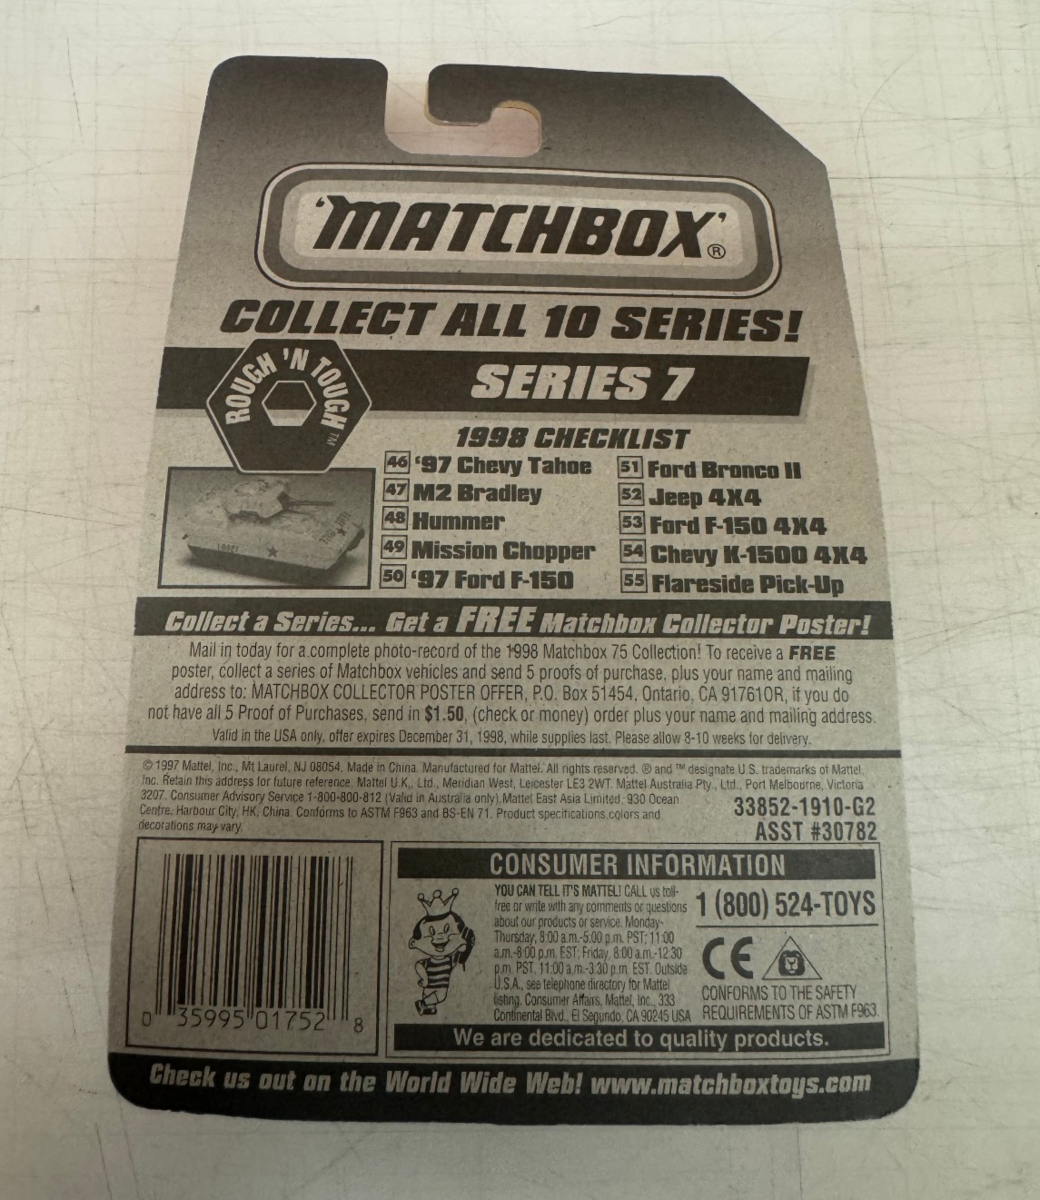 'MATCHBOX'®
COLLECT ALL 10 SERIES!
ROUGH 'N TOUGH™
SERIES 7
1998 CHECKLIST
46 '97 Chevy Tahoe
47 M2 Bradley
48 Hummer
49 Mission Chopper
50 '97 Ford F-150
51 Ford Bronco II
52 Jeep 4X4
53 Ford F-150 4X4
54 Chevy K-1500 4X4
55 Flareside Pick-Up
Collect a Series... Get a FREE Matchbox Collector Poster!
Mail in today for a complete photo-record of the 1998 Matchbox 75 Collection! To receive a FREE
poster, collect a series of Matchbox vehicles and send 5 proofs of purchase, plus your name and mailing
address to: MATCHBOX COLLECTOR POSTER OFFER, P.O. Box 51454, Ontario, CA 91761OR, if you do
not have all 5 Proof of Purchases, send in $1.50, (check or money) order plus your name and mailing address.
Valid in the USA only, offer expires December 31, 1998, while supplies last. Please allow 8-10 weeks for delivery.
© 1997 Mattel, Inc., Mt Laurel, NJ 08054. Made in China. Manufactured for Mattel. All rights reserved. ® and ™ designate U.S. trademarks of Mattel,
Inc. Retain this address for future reference. Mattel U.K., Ltd., Meridian West, Leicester LE3 2WT. Mattel Australia Pty., Ltd., Port Melbourne, Victoria
3207. Consumer Advisory Service 1-800-800-812 (Valid in Australia only). Mattel East Asia Limited, 930 Ocean
Centre, Harbour City, HK, China. Conforms to ASTM F963 and BS-EN 71. Product specifications, colors and
decorations may vary.
33852-1910-G2
ASST #30782
0 35995 01752 8
CONSUMER INFORMATION
YOU CAN TELL IT'S MATTEL! CALL us toll-
free or write with any comments or questions
about our products or service. Monday-
Thursday, 8:00 a.m.-5:00 p.m. PST; 11:00
a.m.-8:00 p.m. EST. Friday, 8:00 a.m.-12:30
p.m. PST, 11:00 a.m.-3:30 p.m. EST. Outside
U.S.A., see telephone directory for Mattel
listing. Consumer Affairs, Mattel, Inc., 333
Continental Blvd., El Segundo, CA 90245 USA
1 (800) 524-TOYS
CE
CONFORMS TO THE SAFETY
REQUIREMENTS OF ASTM F963.
We are dedicated to quality products.
Check us out on the World Wide Web! www.matchboxtoys.com